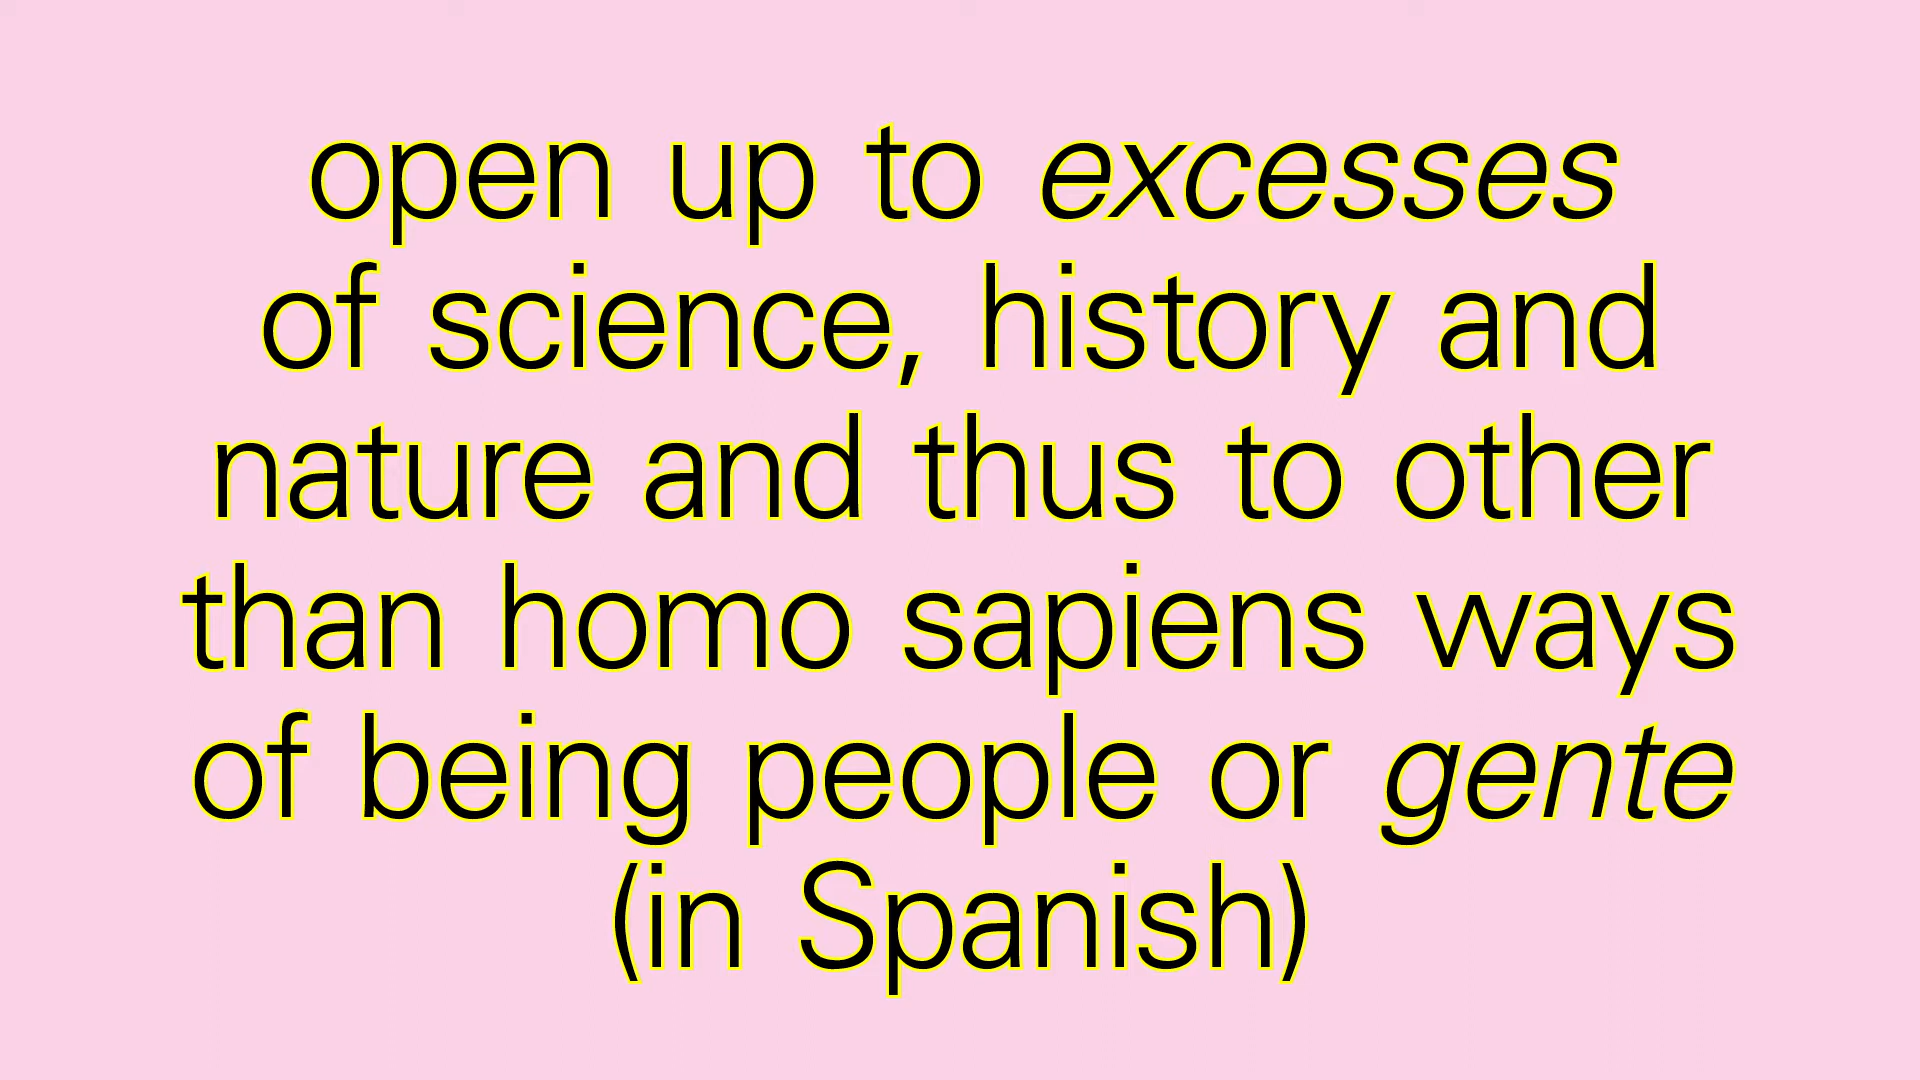 open up to excesses
of science, history and
nature and thus to other
than homo sapiens ways
of being people or gente
(in Spanish)